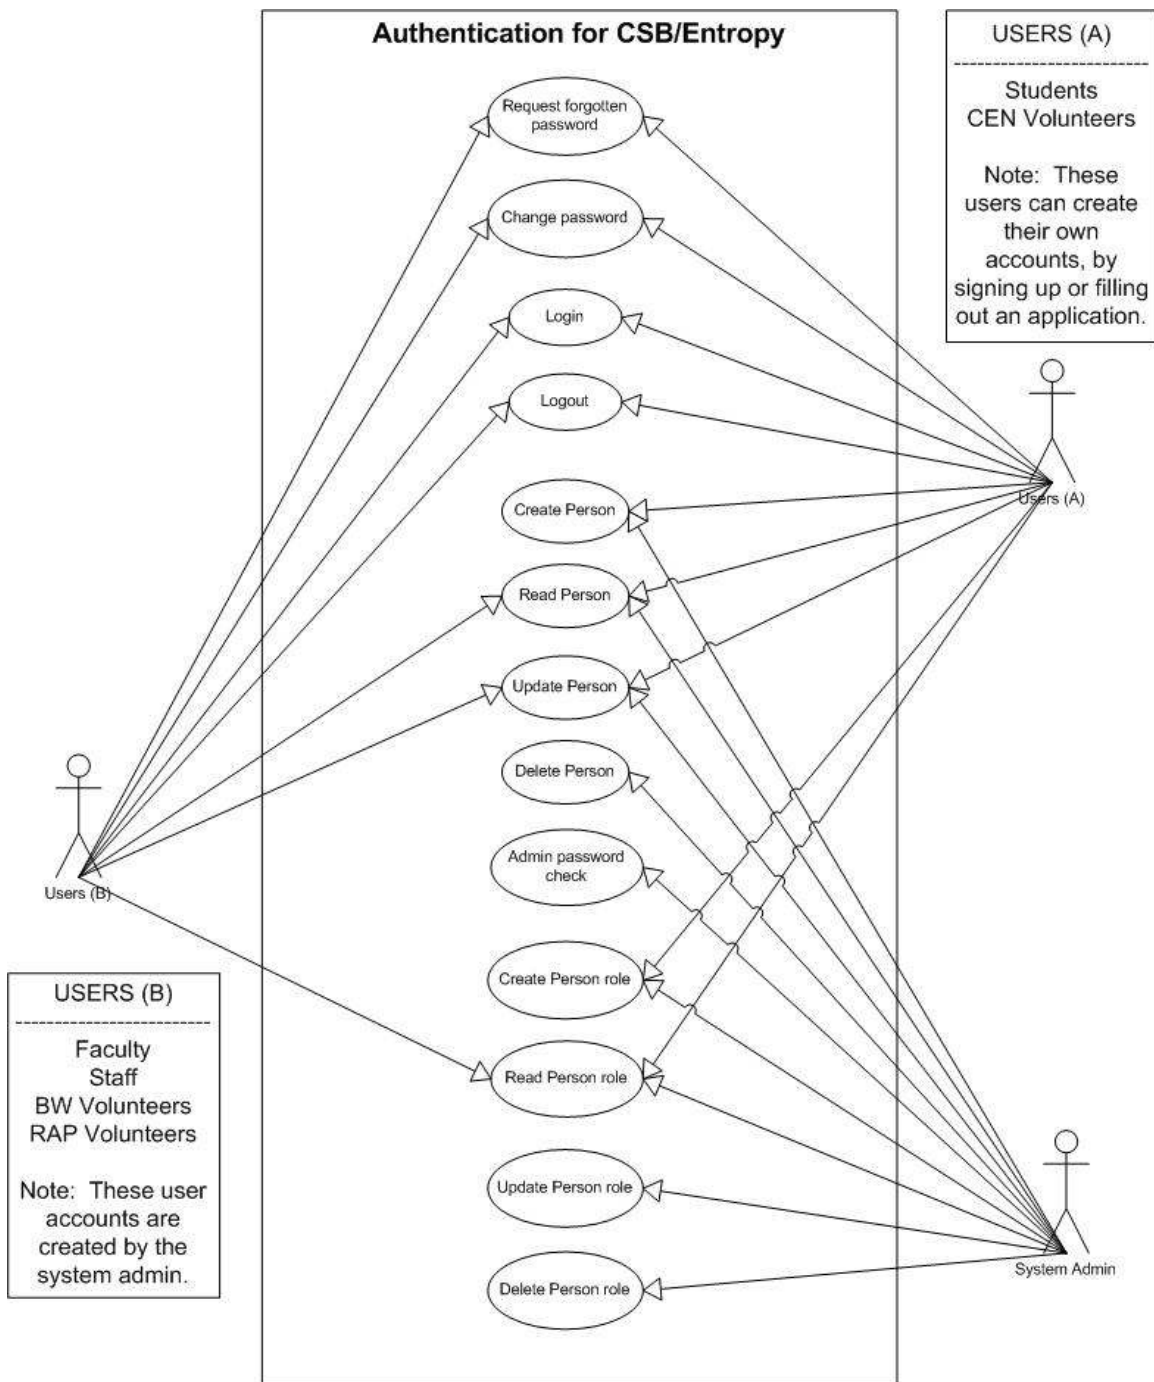 Authentication for CSB/Entropy
USERS (A)
--------------------------
Students
CEN Volunteers
Note:  These
users can create
their own
accounts, by
signing up or filling
out an application.
Request forgotten
password
Change password
Login
Logout
Users (A)
Create Person
Read Person
Update Person
Delete Person
Admin password
check
Users (B)
Create Person role
Read Person role
Update Person role
Delete Person role
System Admin
USERS (B)
--------------------------
Faculty
Staff
BW Volunteers
RAP Volunteers
Note:  These user
accounts are
created by the
system admin.